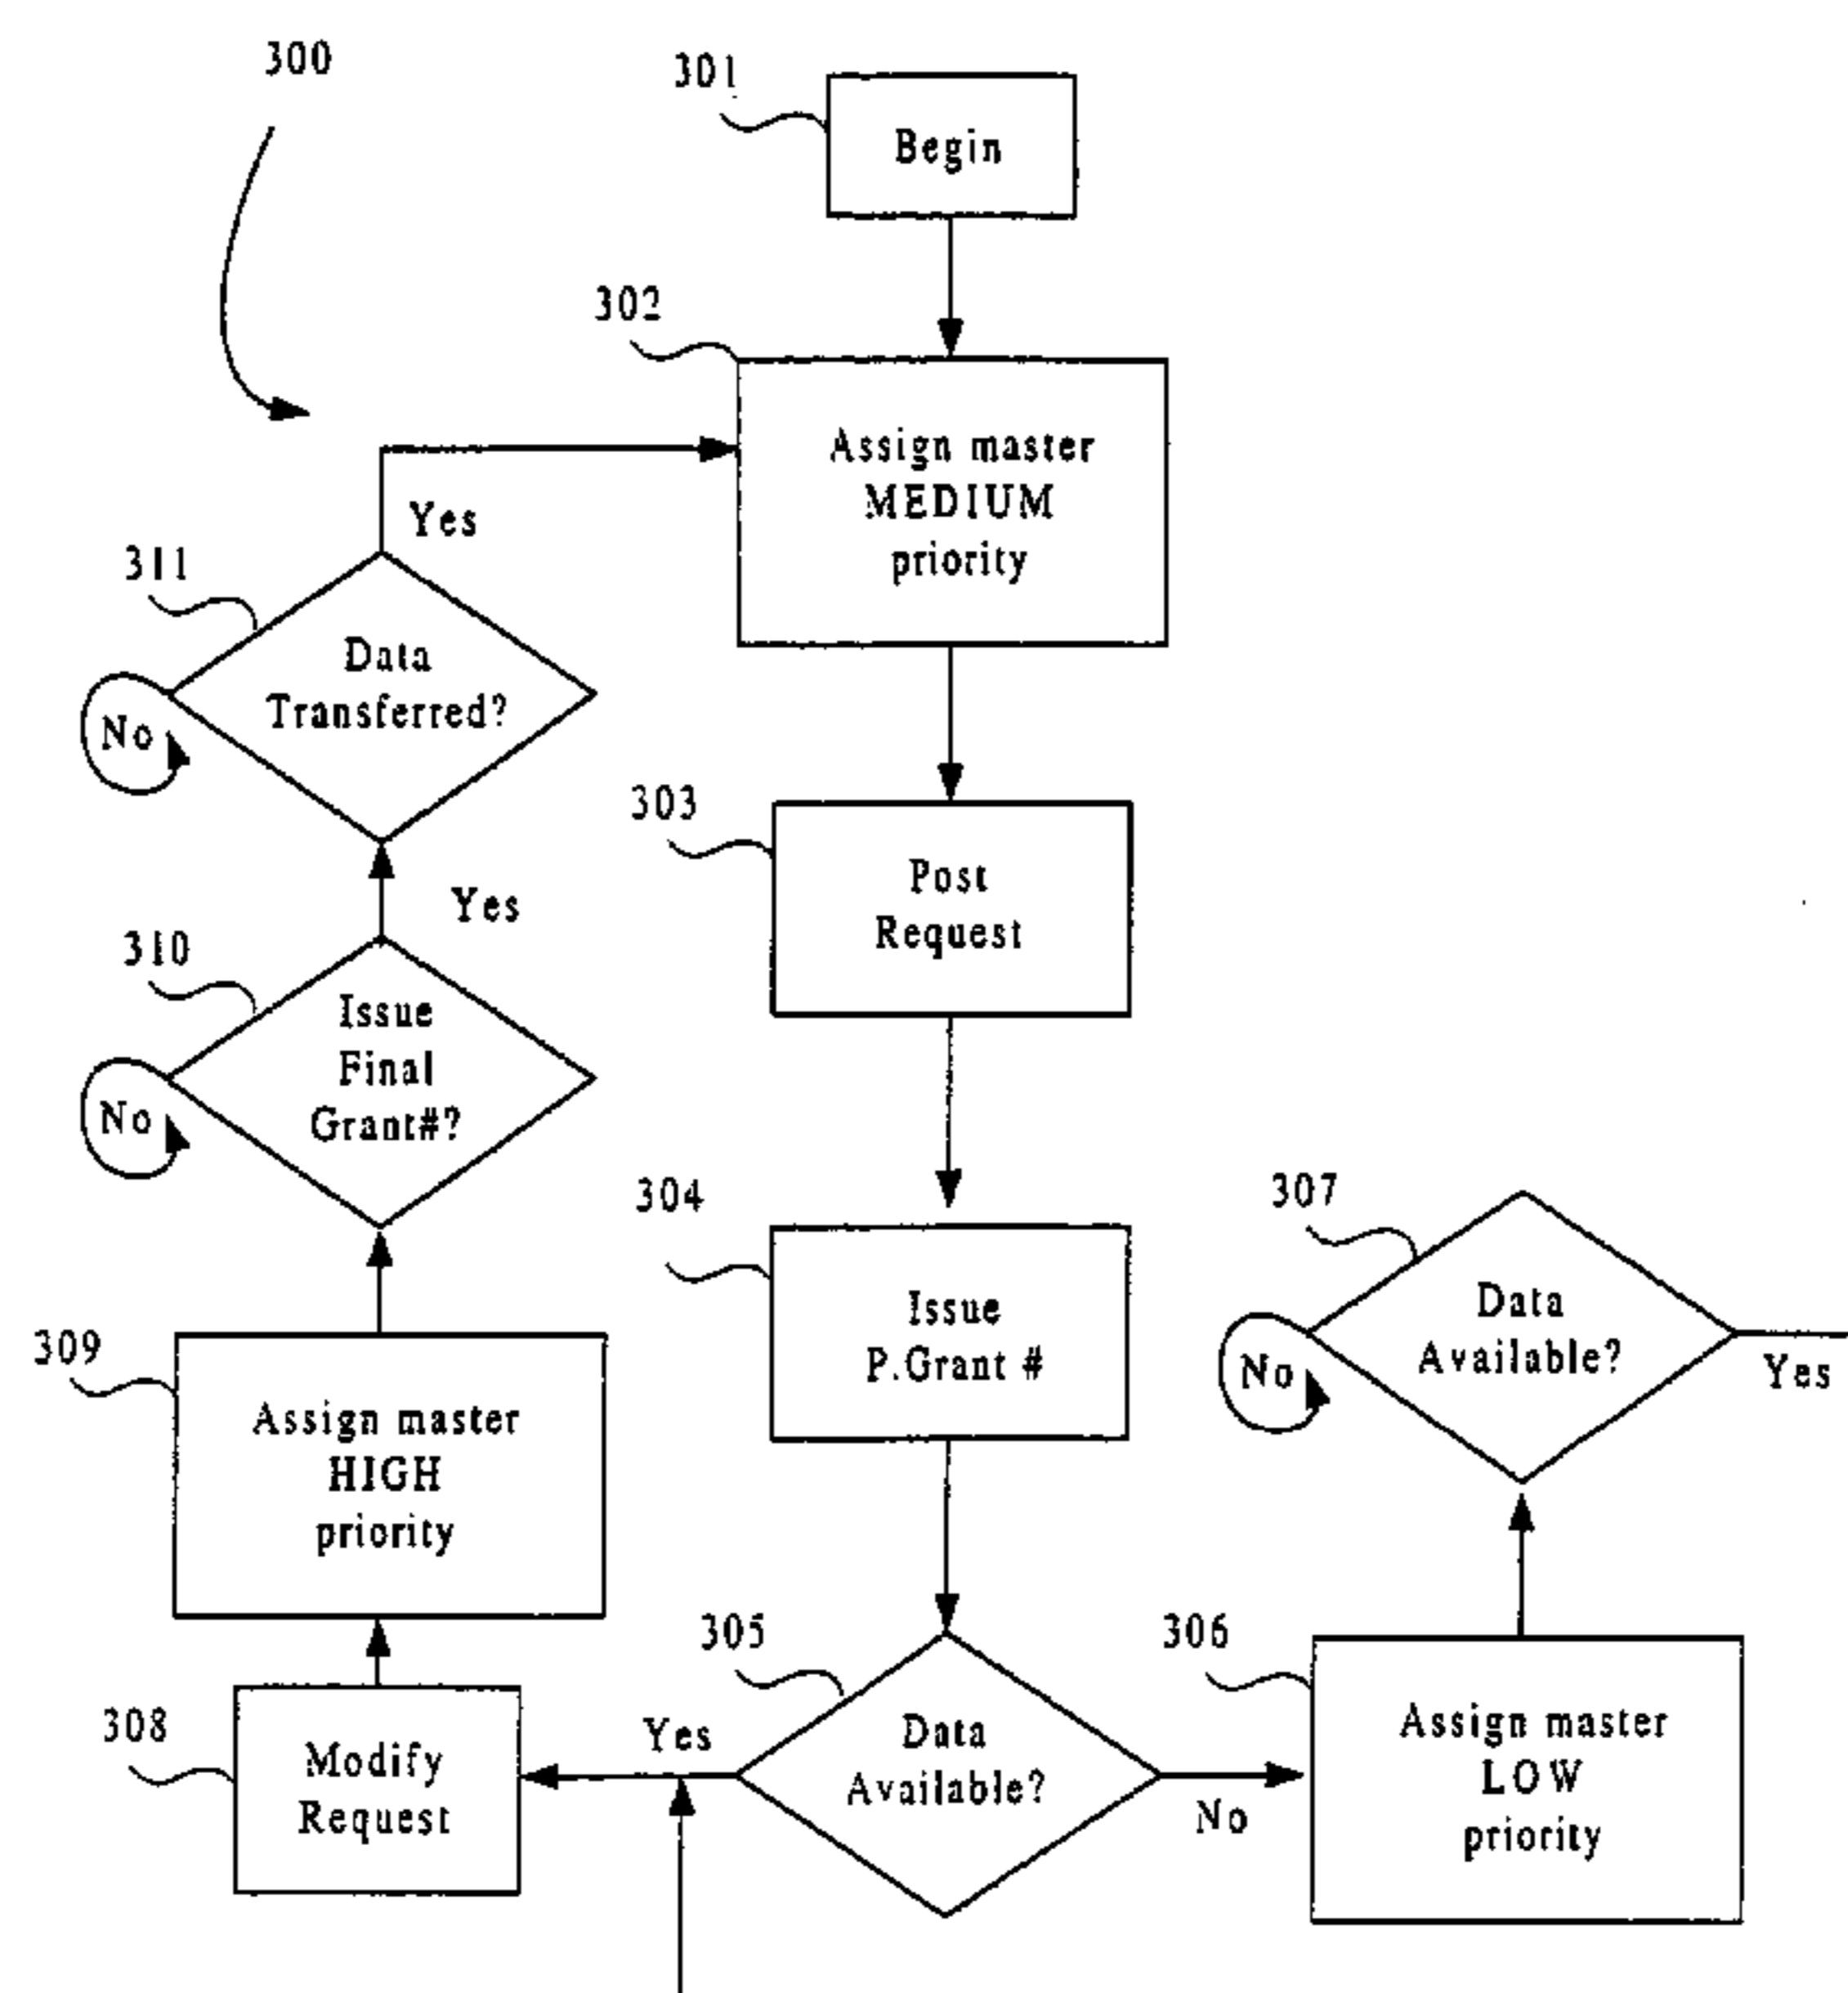 300
301
Begin
302
Assign master
MEDIUM
priority
Yes
311
Data
Transferred?
No
303
Post
Request
Yes
310
Issue
Final
Grant#?
No
304
Issue
P.Grant #
307
Data
Available?
No
Yes
309
Assign master
HIGH
priority
305
Data
Available?
Yes
No
306
Assign master
LOW
priority
308
Modify
Request